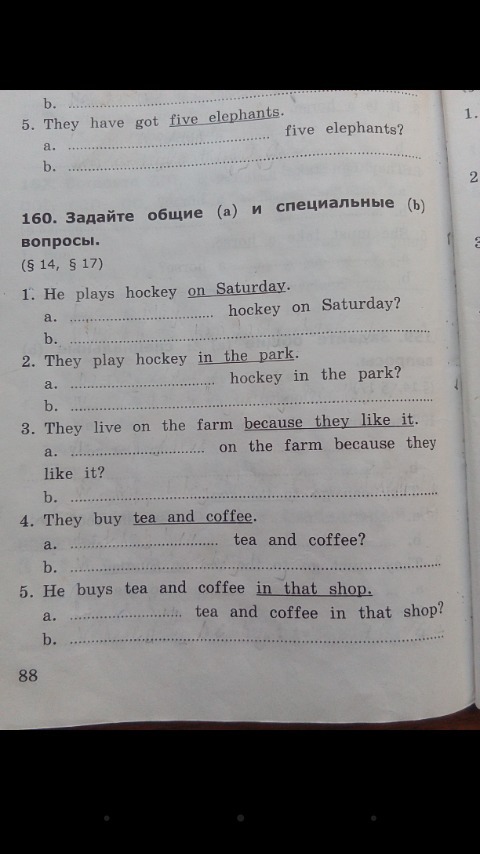 b. ........................................
5. They have got five elephants. 1.
a. ........................................ five elephants?
b. ........................................
2
160. Задайте общие (a) и специальные (b)
вопросы.
(§ 14, § 17)
1. He plays hockey on Saturday.
a. ........................................ hockey on Saturday?
b. ........................................
2. They play hockey in the park.
a. ........................................ hockey in the park?
b. ........................................
3. They live on the farm because they like it.
a. ........................................ on the farm because they
like it?
b. ........................................
4. They buy tea and coffee.
a. ........................................ tea and coffee?
b. ........................................
5. He buys tea and coffee in that shop.
a. ........................................ tea and coffee in that shop?
b. ........................................
88